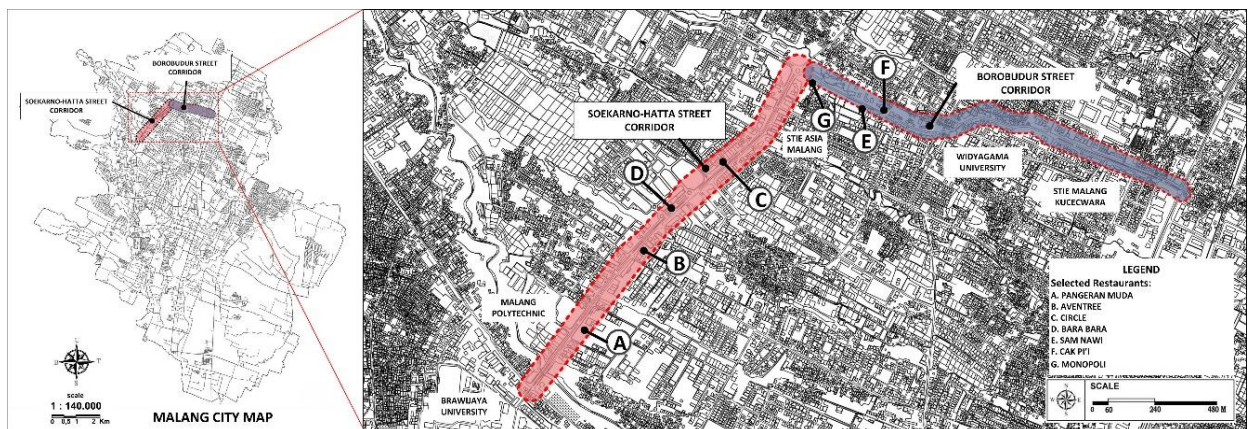 BOROBUDUR STREET
CORRIDOR
SOEKARNO-HATTA STREET
CORRIDOR
scale
1 : 140.000
0 0,5 1 2 Km
MALANG CITY MAP
F
BOROBUDUR STREET
CORRIDOR
SOEKARNO-HATTA STREET
CORRIDOR
G
STIE ASIA
MALANG
E
WIDYAGAMA
UNIVERSITY
D
C
STIE MALANG
KUCECWARA
B
MALANG
POLYTECHNIC
A
BRAWIJAYA
UNIVERSITY
LEGEND
Selected Restaurants:
A. PANGERAN MUDA
B. AVENTREE
C. CIRCLE
D. BARA BARA
E. SAM NAWI
F. CAK PI'I
G. MONOPOLI
SCALE
0 60 240 480 M